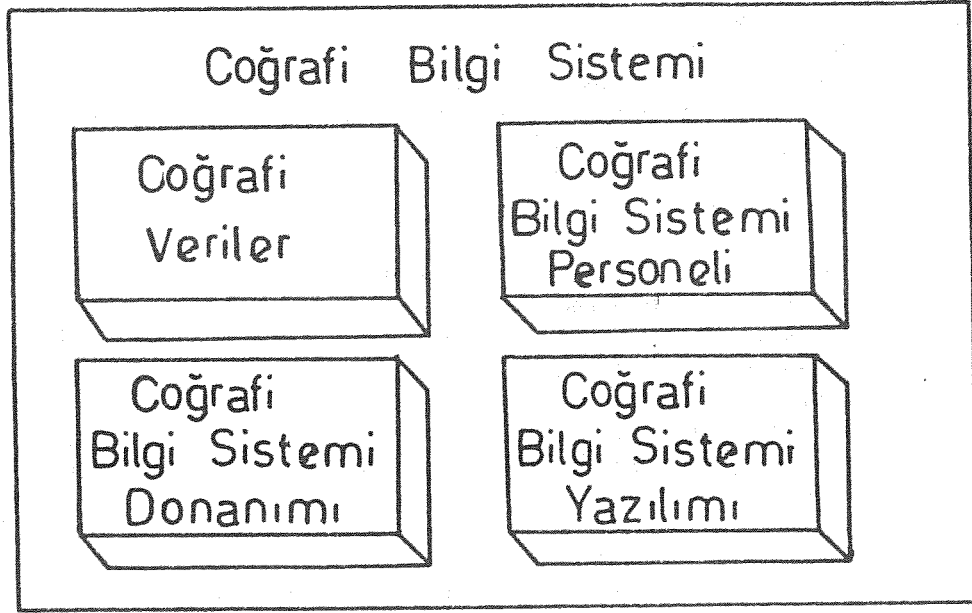 Coğrafi Bilgi Sistemi
Coğrafi
Veriler
Coğrafi
Bilgi Sistemi
Personeli
Coğrafi
Bilgi Sistemi
Donanımı
Coğrafi
Bilgi Sistemi
Yazılımı